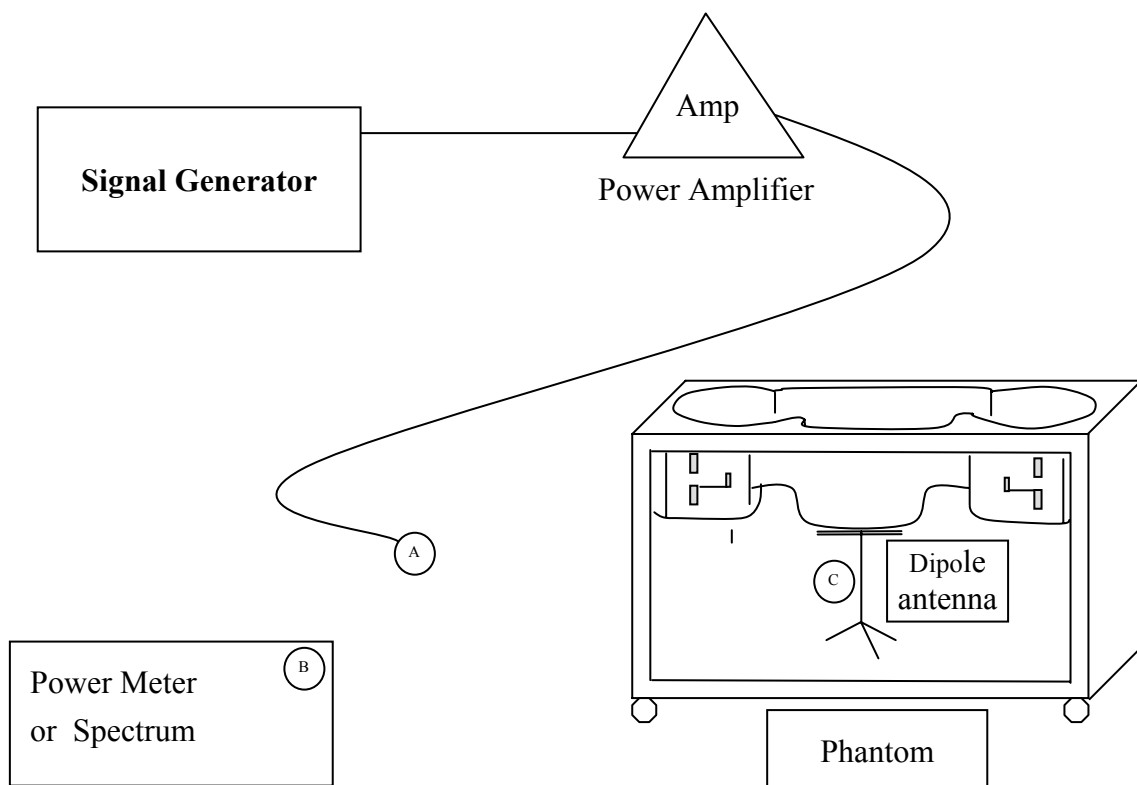 Amp
Signal Generator
Power Amplifier
A
C
Dipole
antenna
B
Power Meter
or Spectrum
Phantom